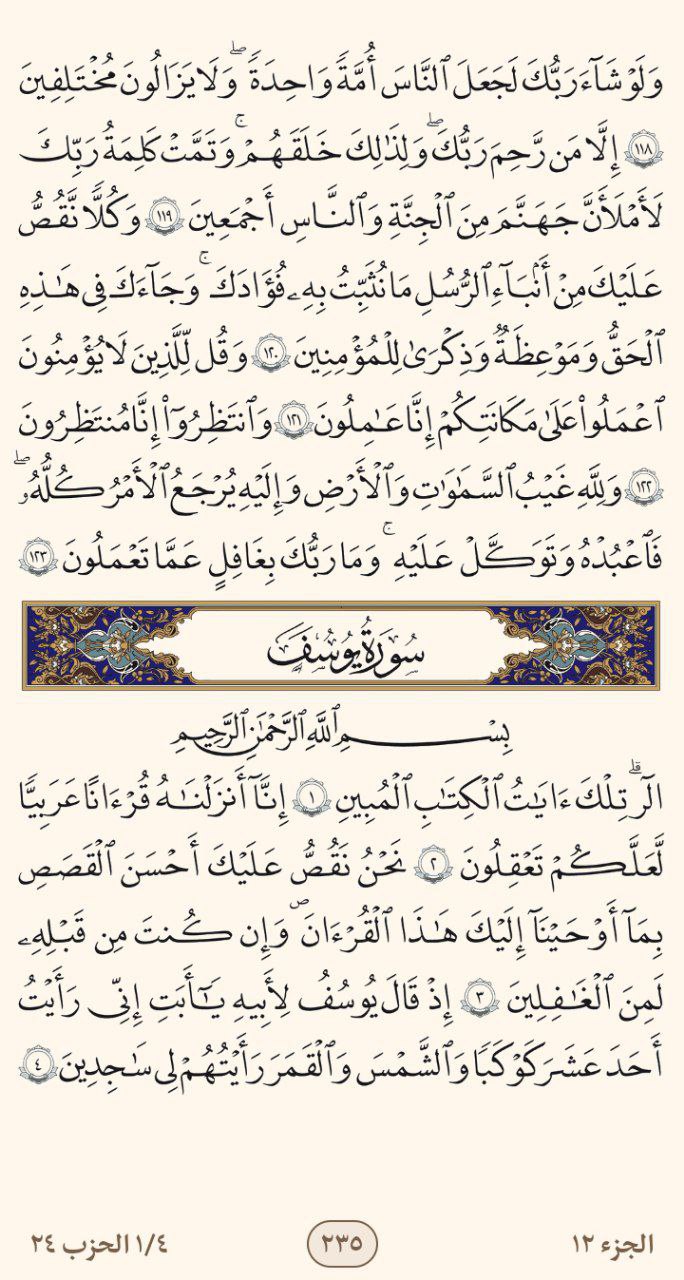 وَلَوْ شَآءَ رَبُّكَ لَجَعَلَ ٱلنَّاسَ أُمَّةً وَٰحِدَةً ۖ وَلَا يَزَالُونَ مُخْتَلِفِينَ
١١٨ إِلَّا مَن رَّحِمَ رَبُّكَ ۖ وَلِذَٰلِكَ خَلَقَهُمْ ۗ وَتَمَّتْ كَلِمَةُ رَبِّكَ
لَأَمْلَأَنَّ جَهَنَّمَ مِنَ ٱلْجِنَّةِ وَٱلنَّاسِ أَجْمَعِينَ ١١٩ وَكُلًّا نَّقُصُّ
عَلَيْكَ مِنْ أَنۢبَآءِ ٱلرُّسُلِ مَا نُثَبِّتُ بِهِۦ فُؤَادَكَ ۚ وَجَآءَكَ فِى هَٰذِهِ
ٱلْحَقُّ وَمَوْعِظَةٌ وَذِكْرَىٰ لِلْمُؤْمِنِينَ ١٢٠ وَقُل لِّلَّذِينَ لَا يُؤْمِنُونَ
ٱعْمَلُوا۟ عَلَىٰ مَكَانَتِكُمْ إِنَّا عَٰمِلُونَ ١٢١ وَٱنتَظِرُوٓا۟ إِنَّا مُنتَظِرُونَ
١٢٢ وَلِلَّهِ غَيْبُ ٱلسَّمَٰوَٰتِ وَٱلْأَرْضِ وَإِلَيْهِ يُرْجَعُ ٱلْأَمْرُ كُلُّهُۥ ۖ
فَٱعْبُدْهُ وَتَوَكَّلْ عَلَيْهِ ۚ وَمَا رَبُّكَ بِغَٰفِلٍ عَمَّا تَعْمَلُونَ ١٢٣
سُورَةُ يُوسُفَ
بِسْمِ ٱللَّهِ ٱلرَّحْمَٰنِ ٱلرَّحِيمِ
الٓر ۚ تِلْكَ ءَايَٰتُ ٱلْكِتَٰبِ ٱلْمُبِينِ ١ إِنَّآ أَنزَلْنَٰهُ قُرْءَٰنًا عَرَبِيًّا
لَّعَلَّكُمْ تَعْقِلُونَ ٢ نَحْنُ نَقُصُّ عَلَيْكَ أَحْسَنَ ٱلْقَصَصِ
بِمَآ أَوْحَيْنَآ إِلَيْكَ هَٰذَا ٱلْقُرْءَانَ وَإِن كُنتَ مِن قَبْلِهِۦ
لَمِنَ ٱلْغَٰفِلِينَ ٣ إِذْ قَالَ يُوسُفُ لِأَبِيهِ يَٰٓأَبَتِ إِنِّى رَأَيْتُ
أَحَدَ عَشَرَ كَوْكَبًا وَٱلشَّمْسَ وَٱلْقَمَرَ رَأَيْتُهُمْ لِى سَٰجِدِينَ ٤
الجزء ١٢ ٢٣٥ ١/٤ الحزب ٢٤